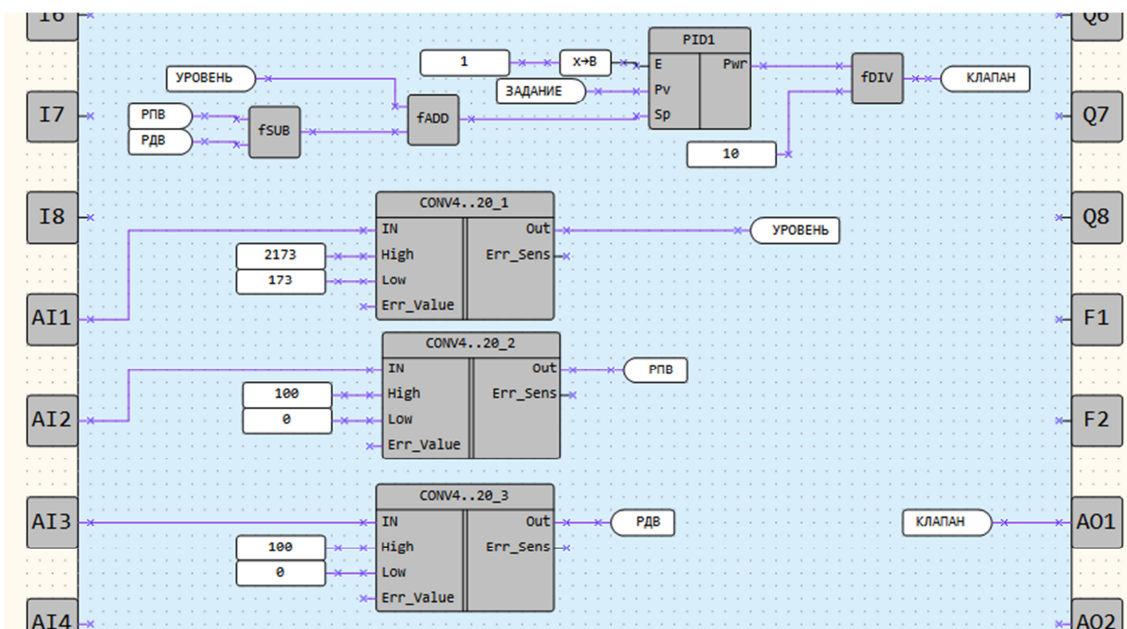 I6
Q6
PID1
1
x→B
E
Pwr
fDIV
КЛАПАН
УРОВЕНЬ
ЗАДАНИЕ
Pv
I7
РПВ
fSUB
fADD
Sp
Q7
РДВ
10
I8
CONV4..20_1
Q8
IN
Out
УРОВЕНЬ
2173
High
Err_Sens
173
Low
AI1
Err_Value
F1
CONV4..20_2
IN
Out
РПВ
100
High
Err_Sens
AI2
0
Low
F2
Err_Value
CONV4..20_3
AI3
IN
Out
РДВ
КЛАПАН
AO1
100
High
Err_Sens
0
Low
Err_Value
AI4
AO2